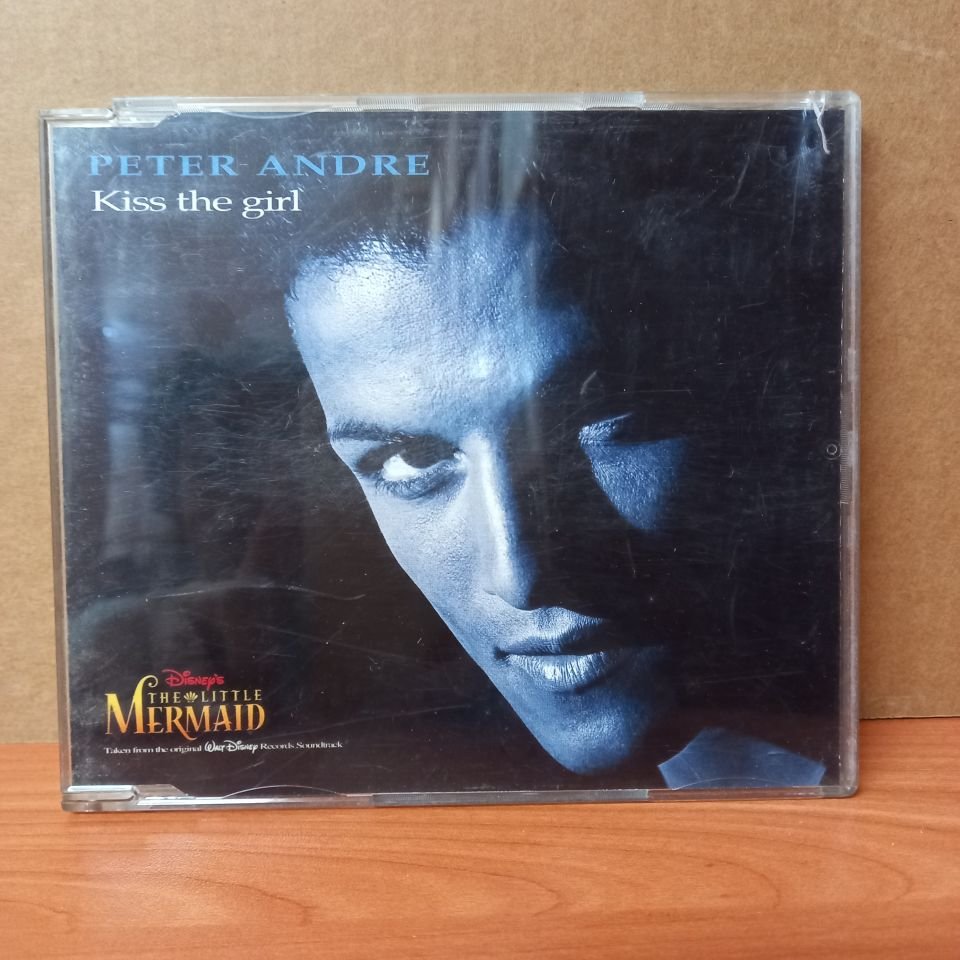 PETER ANDRE
Kiss the girl
DISNEY'S
THE LITTLE
MERMAID
Taken from the original WALT DISNEY Records Soundtrack